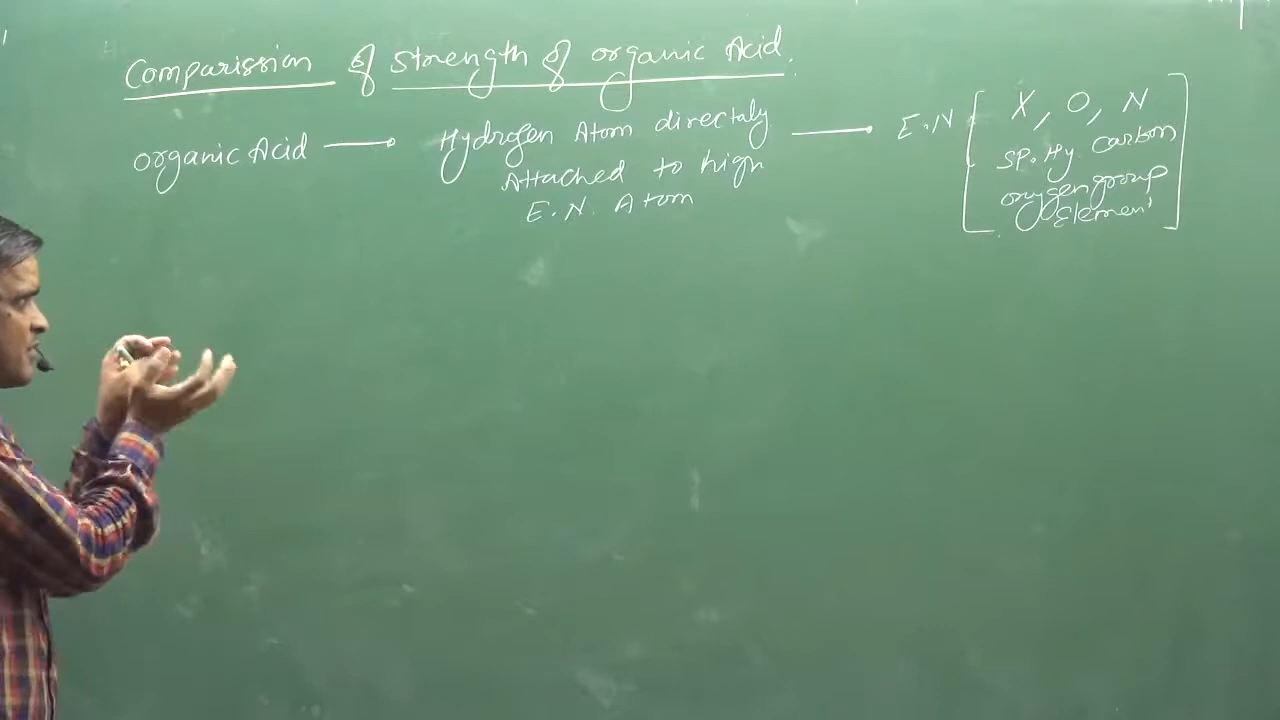 Comparission of strength of organic Acid.
organic Acid → Hydrogen Atom directaly → E.N [ X, O, N
Attached to high
E.N. Atom
SP. Hy carbon
oxygen group
Element ]